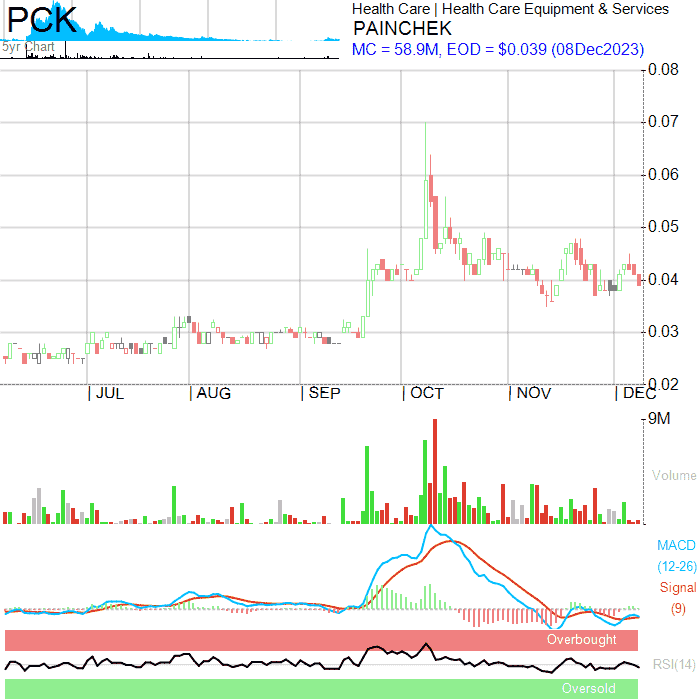 PCK
5yr Chart
Health Care | Health Care Equipment & Services
PAINCHEK
MC = 58.9M, EOD = $0.039 (08Dec2023)
0.08
0.07
0.06
0.05
0.04
0.03
0.02
JUL AUG SEP OCT NOV DEC
9M
Volume
MACD
(12-26)
Signal
(9)
Overbought
RSI(14)
Oversold